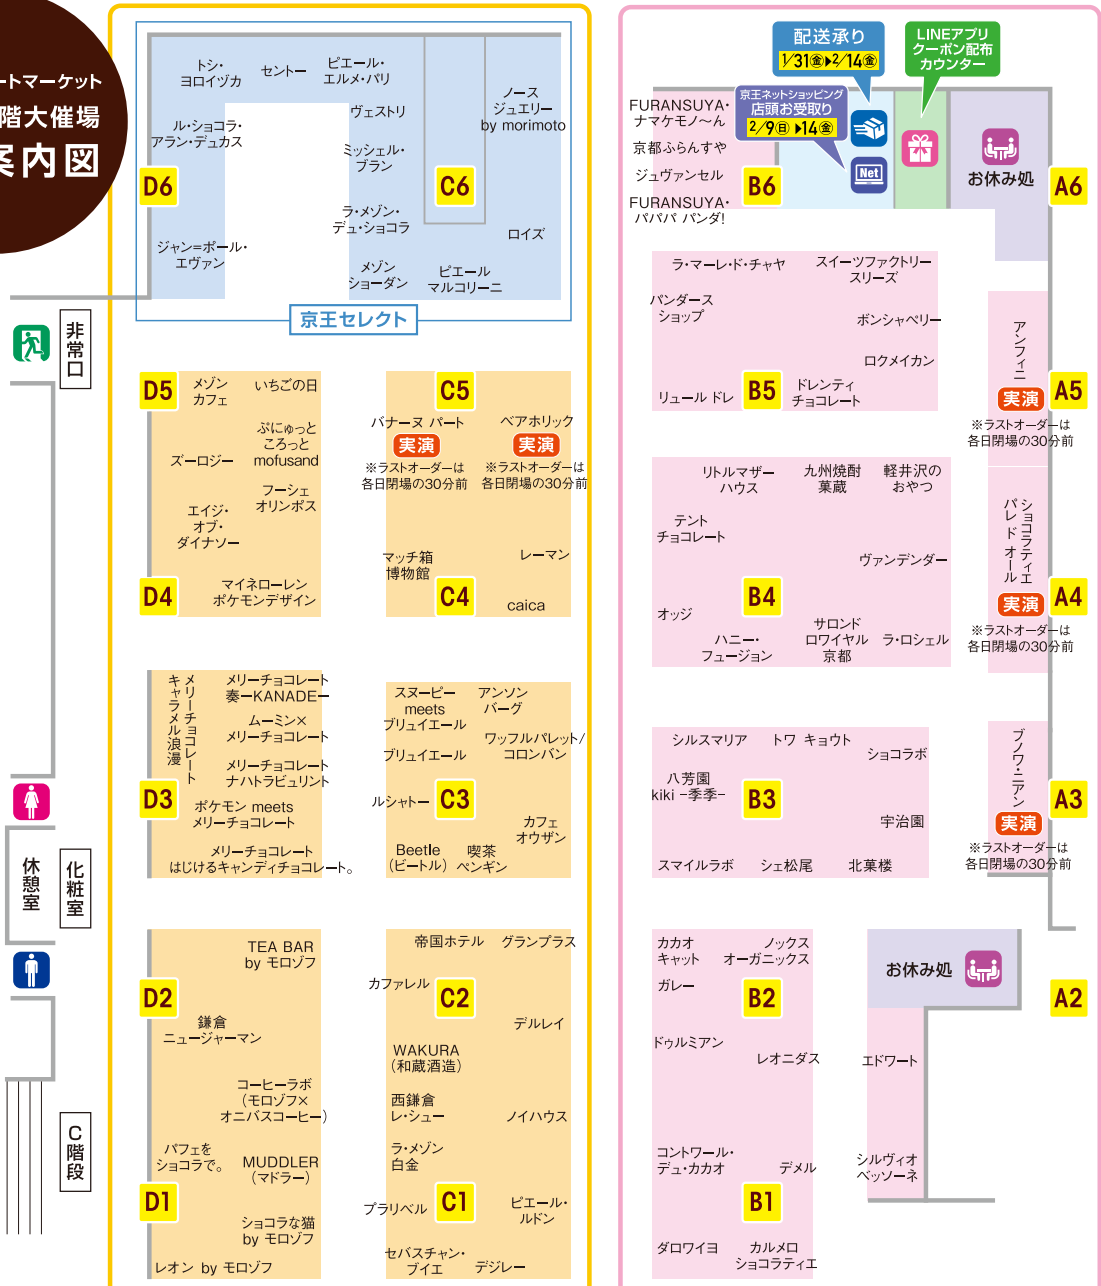 ートマーケット
階大催場
案内図
トシ・
ヨロイヅカ
セントー
ピエール・
エルメ・パリ
ノース
ジュエリー
by morimoto
ヴェストリ
ル・ショコラ・
アラン・デュカス
ミッシェル・
ブラン
D6
C6
ラ・メゾン・
デュ・ショコラ
ロイズ
ジャン=ポール・
エヴァン
メゾン
ショーダン
ピエール
マルコリーニ
京王セレクト
非常口
D5
メゾン
カフェ
いちごの日
ぷにゅっと
ころっと
mofusand
ズーロジー
フーシェ
オリンポス
エイジ・
オブ・
ダイナソー
マイネローレン
ポケモンデザイン
D4
C5
バナーヌ パート
実演
※ラストオーダーは
各日閉場の30分前
ベアホリック
実演
※ラストオーダーは
各日閉場の30分前
マッチ箱
博物館
レーマン
C4
caica
メリーチョコレート
キャラメル浪漫
メリーチョコレート
奏ーKANADEー
ムーミン×
メリーチョコレート
メリーチョコレート
ナハトラビュリント
D3
ポケモン meets
メリーチョコレート
メリーチョコレート
はじけるキャンディチョコレート。
スヌーピー
meets
ブリュイエール
アンソン
バーグ
ブリュイエール
ワッフルパレット/
コロンバン
ルシャトー
C3
カフェ
オウザン
Beetle
(ビートル)
喫茶
ペンギン
休憩室
化粧室
C階段
TEA BAR
by モロゾフ
D2
鎌倉
ニュージャーマン
コーヒーラボ
(モロゾフ×
オニバスコーヒー)
パフェを
ショコラで。
MUDDLER
(マドラー)
D1
ショコラな猫
by モロゾフ
レオン by モロゾフ
帝国ホテル
グランプラス
カファレル
C2
デルレイ
WAKURA
(和蔵酒造)
西鎌倉
レ・シュー
ノイハウス
ラ・メゾン
白金
プラリベル
C1
ピエール・
ルドン
セバスチャン・
ブイエ
デジレー
配送承り
1/31㊎▶2/14㊎
LINEアプリ
クーポン配布
カウンター
京王ネットショッピング
店頭お受取り
2/9㊐▶14㊎
Net
FURANSUYA・
ナマケモノ〜ん
京都ふらんすや
ジュヴァンセル
FURANSUYA・
パパパ パンダ!
B6
お休み処
A6
ラ・マーレ・ド・チャヤ
スイーツファクトリー
スリーズ
パンダース
ショップ
ボンシャペリー
ロクメイカン
リュール ドレ
B5
ドレンティ
チョコレート
アンフィニ
実演
※ラストオーダーは
各日閉場の30分前
A5
リトルマザー
ハウス
九州焼酎
菓蔵
軽井沢の
おやつ
テント
チョコレート
ヴァンデンダー
B4
オッジ
ハニー・
フュージョン
サロンド
ロワイヤル
京都
ラ・ロシェル
ショコラティエ
パレ ド オール
実演
※ラストオーダーは
各日閉場の30分前
A4
シルスマリア
トワ キョウト
ショコラボ
八芳園
kiki −季季−
B3
宇治園
スマイルラボ
シェ松尾
北菓楼
ブノワ・ニアン
実演
※ラストオーダーは
各日閉場の30分前
A3
カカオ
キャット
ノックス
オーガニックス
ガレー
B2
ドゥルミアン
レオニダス
コントワール・
デュ・カカオ
デメル
B1
ダロワイヨ
カルメロ
ショコラティエ
お休み処
A2
エドワート
シルヴィオ
ベッソーネ